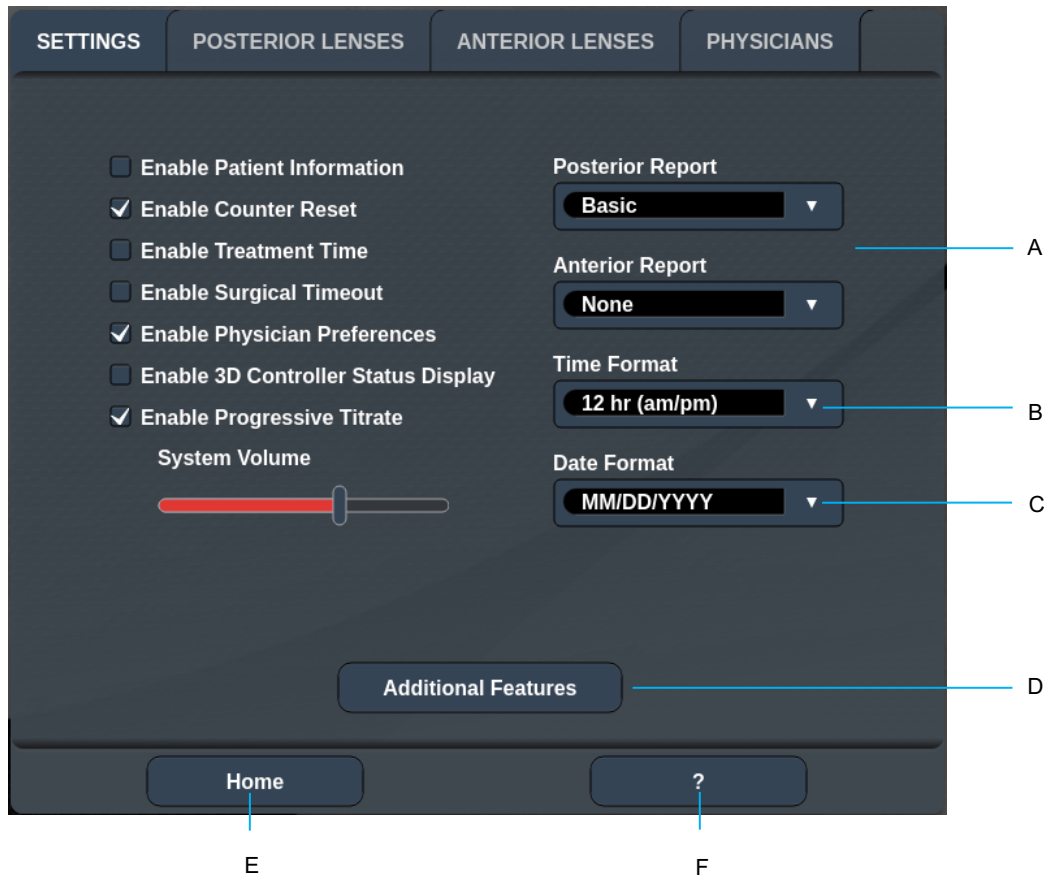 SETTINGS POSTERIOR LENSES ANTERIOR LENSES PHYSICIANS
Enable Patient Information
Enable Counter Reset
Enable Treatment Time
Enable Surgical Timeout
Enable Physician Preferences
Enable 3D Controller Status Display
Enable Progressive Titrate
System Volume
Posterior Report
Basic
A
Anterior Report
None
Time Format
12 hr (am/pm)
B
Date Format
MM/DD/YYYY
C
Additional Features
D
Home ?
E F